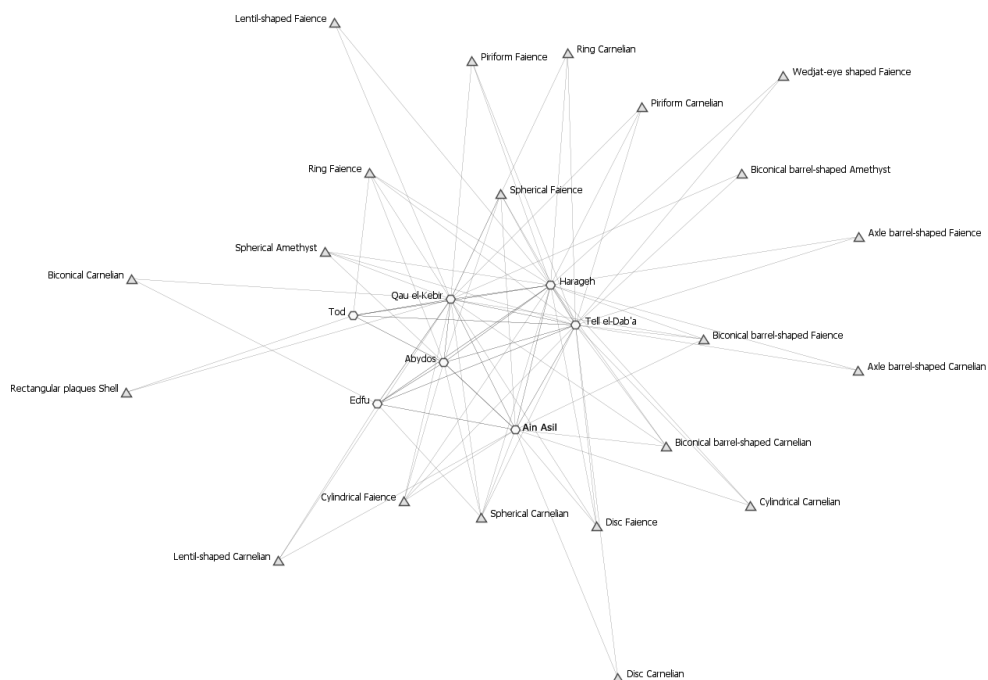 Lentil-shaped Faience
Ring Carnelian
Piriform Faience
Wedjat-eye shaped Faience
Piriform Carnelian
Ring Faience
Biconical barrel-shaped Amethyst
Spherical Faience
Axle barrel-shaped Faience
Spherical Amethyst
Biconical Carnelian
Harageh
Qau el-Kebir
Tod
Tell el-Dab'a
Biconical barrel-shaped Faience
Abydos
Axle barrel-shaped Carnelian
Rectangular plaques Shell
Edfu
Ain Asil
Biconical barrel-shaped Carnelian
Cylindrical Faience
Cylindrical Carnelian
Spherical Carnelian
Disc Faience
Lentil-shaped Carnelian
Disc Carnelian